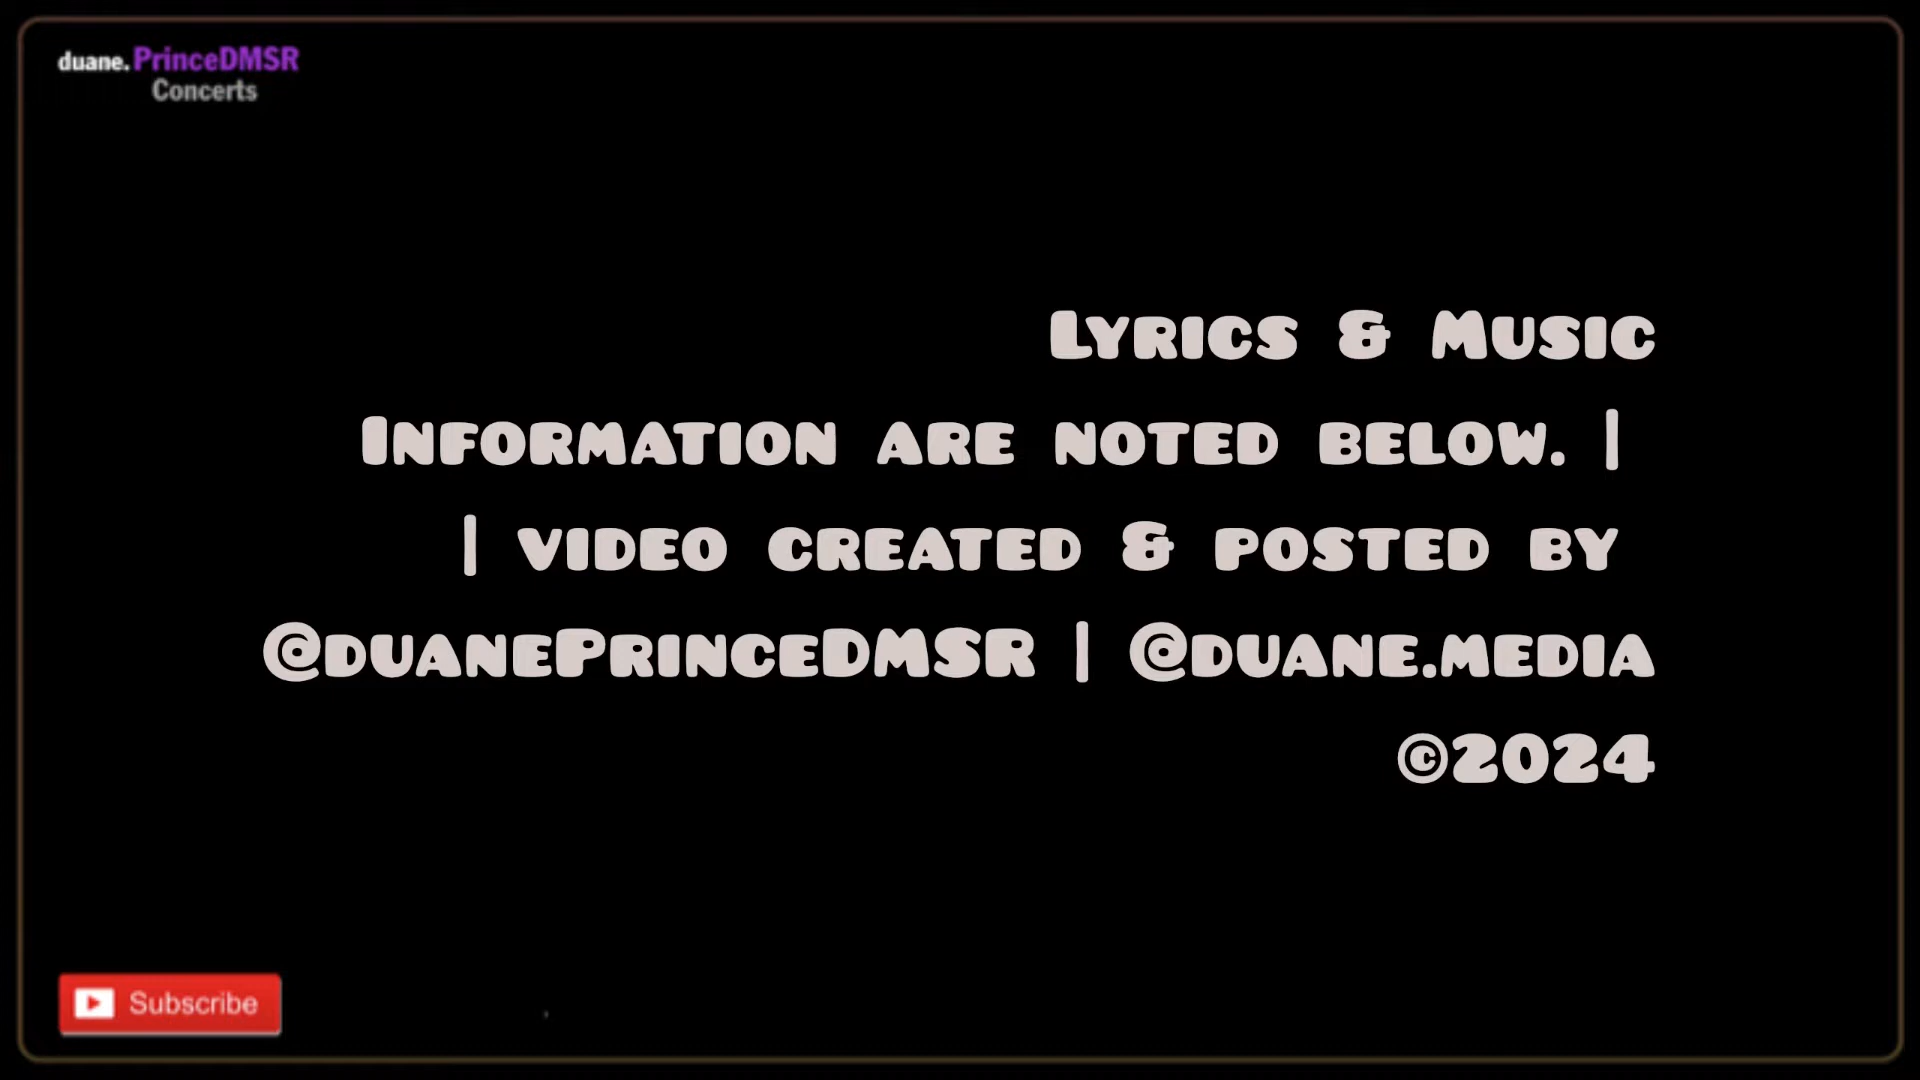 duane.PrinceDMSR
Concerts
Lyrics & Music
Information are noted below. |
| video created & posted by
@duanePrinceDMSR | @duane.media
©2024
Subscribe